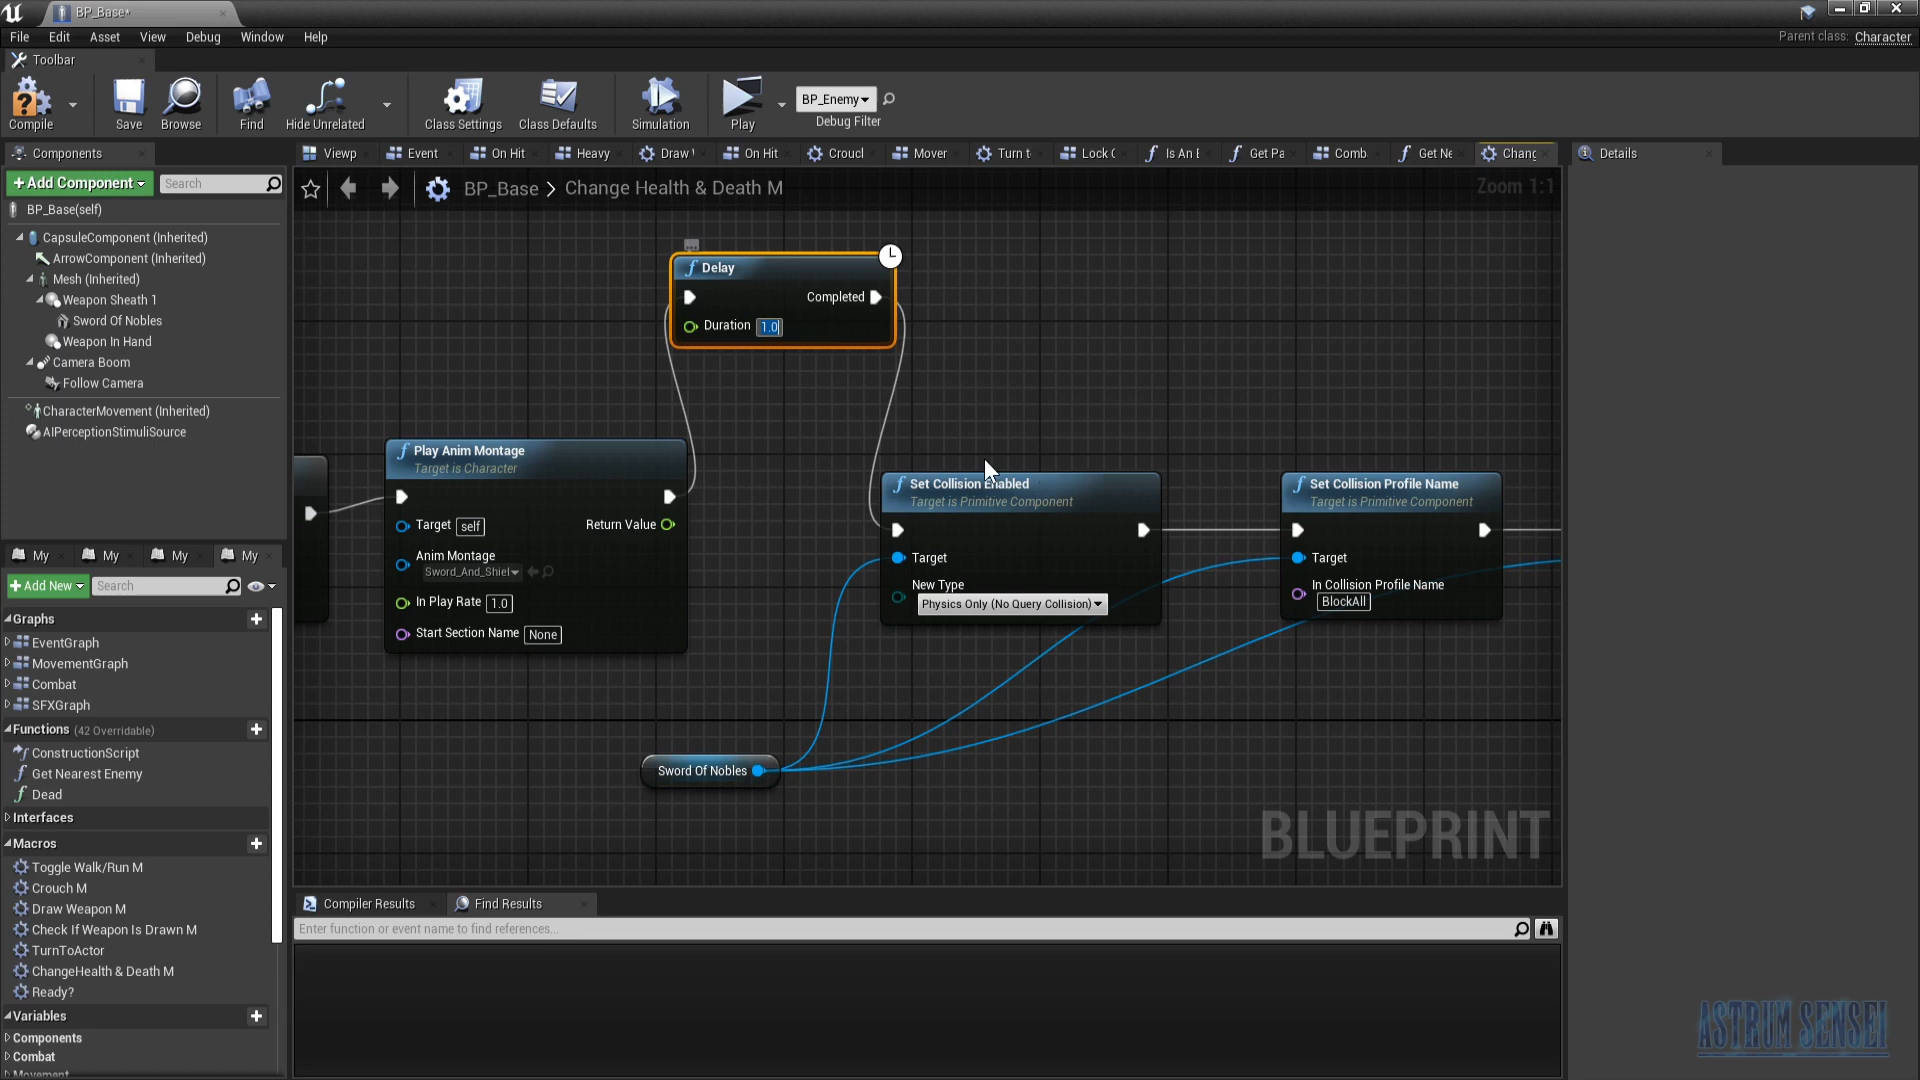 BP_Base*
File Edit Asset View Debug Window Help
Parent class: Character
Toolbar
Compile Save Browse Find Hide Unrelated Class Settings Class Defaults Simulation Play
BP_Enemy
Debug Filter
Components
Viewp Event On Hit Heavy Draw On Hit Croucl Mover Turn t Lock Is An Get Pa Comb Get Ne Chang
Details
+Add Component Search
BP_Base > Change Health & Death M
Zoom 1:1
BP_Base(self)
CapsuleComponent (Inherited)
ArrowComponent (Inherited)
Mesh (Inherited)
Weapon Sheath 1
Sword Of Nobles
Weapon In Hand
Camera Boom
Follow Camera
CharacterMovement (Inherited)
AIPerceptionStimuliSource
Delay
Completed
Duration 1.0
Play Anim Montage
Target is Character
Target self
Return Value
Anim Montage
Sword_And_Shiel
In Play Rate 1.0
Start Section Name None
Set Collision Enabled
Target is Primitive Component
Target
New Type
Physics Only (No Query Collision)
Set Collision Profile Name
Target is Primitive Component
Target
In Collision Profile Name
BlockAll
Sword Of Nobles
BLUEPRINT
My My My My
+Add New Search
Graphs
EventGraph
MovementGraph
Combat
SFXGraph
Functions (42 Overridable)
ConstructionScript
Get Nearest Enemy
Dead
Interfaces
Macros
Toggle Walk/Run M
Crouch M
Draw Weapon M
Check If Weapon Is Drawn M
TurnToActor
ChangeHealth & Death M
Ready?
Variables
Components
Combat
Movement
Compiler Results Find Results
Enter function or event name to find references...
ASTRUM SENSEI